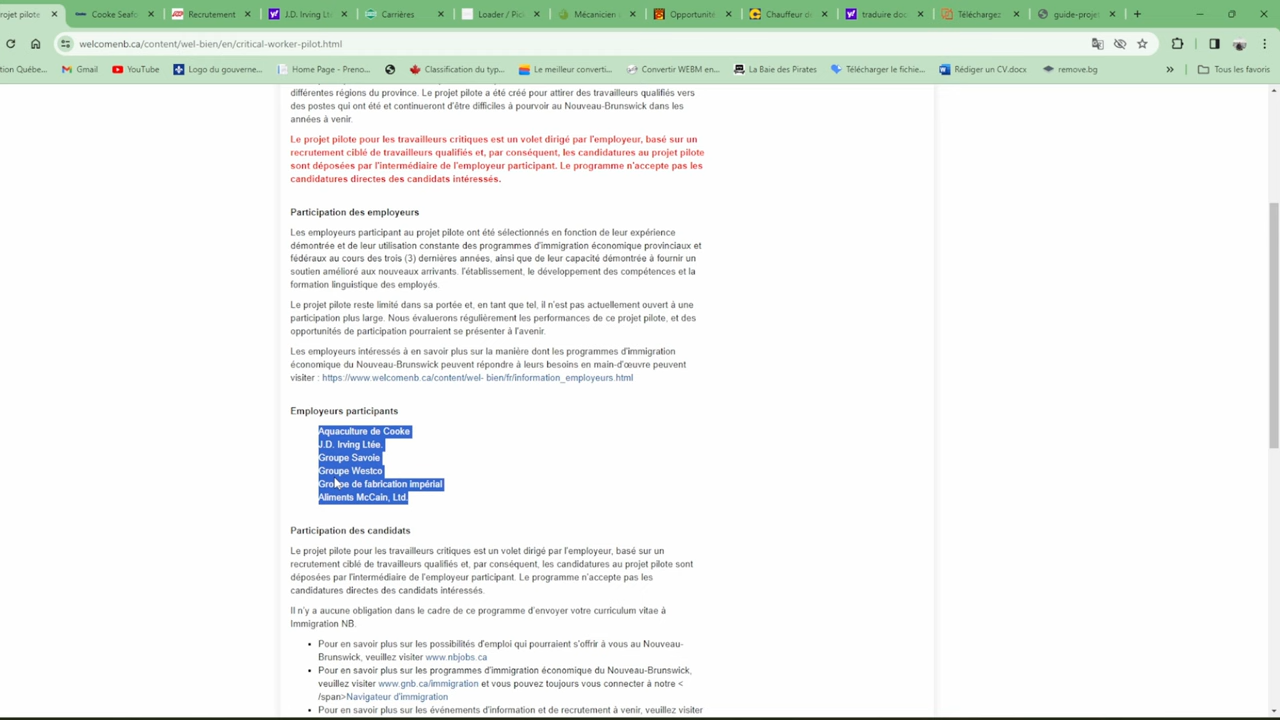 rojet pilote
Cooke Seafo
Recrutement
J.D. Irving Lt
Carrières
Loader / Pic
Mécanicien
Opportunité
Chauffeur d
traduire doc
Téléchargez
guide-proje
welcomenb.ca/content/wel-bien/en/critical-worker-pilot.html
tion Québe...
Gmail
YouTube
Logo du gouverne...
Home Page - Preno...
Classification du typ...
Le meilleur converti...
Convertir WEBM en...
La Baie des Pirates
Télécharger le fichie...
Rédiger un CV.docx
remove.bg
»
Tous les favoris
différentes régions du province. Le projet pilote a été créé pour attirer des travailleurs qualifiés vers
des postes qui ont été et continueront d'être difficiles à pourvoir au Nouveau-Brunswick dans les
années à venir.
Le projet pilote pour les travailleurs critiques est un volet dirigé par l'employeur, basé sur un
recrutement ciblé de travailleurs qualifiés et, par conséquent, les candidatures au projet pilote
sont déposées par l'intermédiaire de l'employeur participant. Le programme n'accepte pas les
candidatures directes des candidats intéressés.
Participation des employeurs
Les employeurs participant au projet pilote ont été sélectionnés en fonction de leur expérience
démontrée et de leur utilisation constante des programmes d'immigration économique provinciaux et
fédéraux au cours des trois (3) dernières années, ainsi que de leur capacité démontrée à fournir un
soutien amélioré aux nouveaux arrivants. l'établissement, le développement des compétences et la
formation linguistique des employés.
Le projet pilote reste limité dans sa portée et, en tant que tel, il n'est pas actuellement ouvert à une
participation plus large. Nous évaluerons régulièrement les performances de ce projet pilote, et des
opportunités de participation pourraient se présenter à l'avenir.
Les employeurs intéressés à en savoir plus sur la manière dont les programmes d'immigration
économique du Nouveau-Brunswick peuvent répondre à leurs besoins en main-d'œuvre peuvent
visiter : https://www.welcomenb.ca/content/wel- bien/fr/information_employeurs.html
Employeurs participants
Aquaculture de Cooke
J.D. Irving Ltée.
Groupe Savoie
Groupe Westco
Groupe de fabrication impérial
Aliments McCain, Ltd.
Participation des candidats
Le projet pilote pour les travailleurs critiques est un volet dirigé par l'employeur, basé sur un
recrutement ciblé de travailleurs qualifiés et, par conséquent, les candidatures au projet pilote sont
déposées par l'intermédiaire de l'employeur participant. Le programme n'accepte pas les
candidatures directes des candidats intéressés.
Il n'y a aucune obligation dans le cadre de ce programme d'envoyer votre curriculum vitae à
Immigration NB.
• Pour en savoir plus sur les possibilités d'emploi qui pourraient s'offrir à vous au Nouveau-
Brunswick, veuillez visiter www.nbjobs.ca
• Pour en savoir plus sur les programmes d'immigration économique du Nouveau-Brunswick,
veuillez visiter www.gnb.ca/immigration et vous pouvez toujours vous connecter à notre <
/span>Navigateur d'immigration
• Pour en savoir plus sur les événements d'information et de recrutement à venir, veuillez visiter